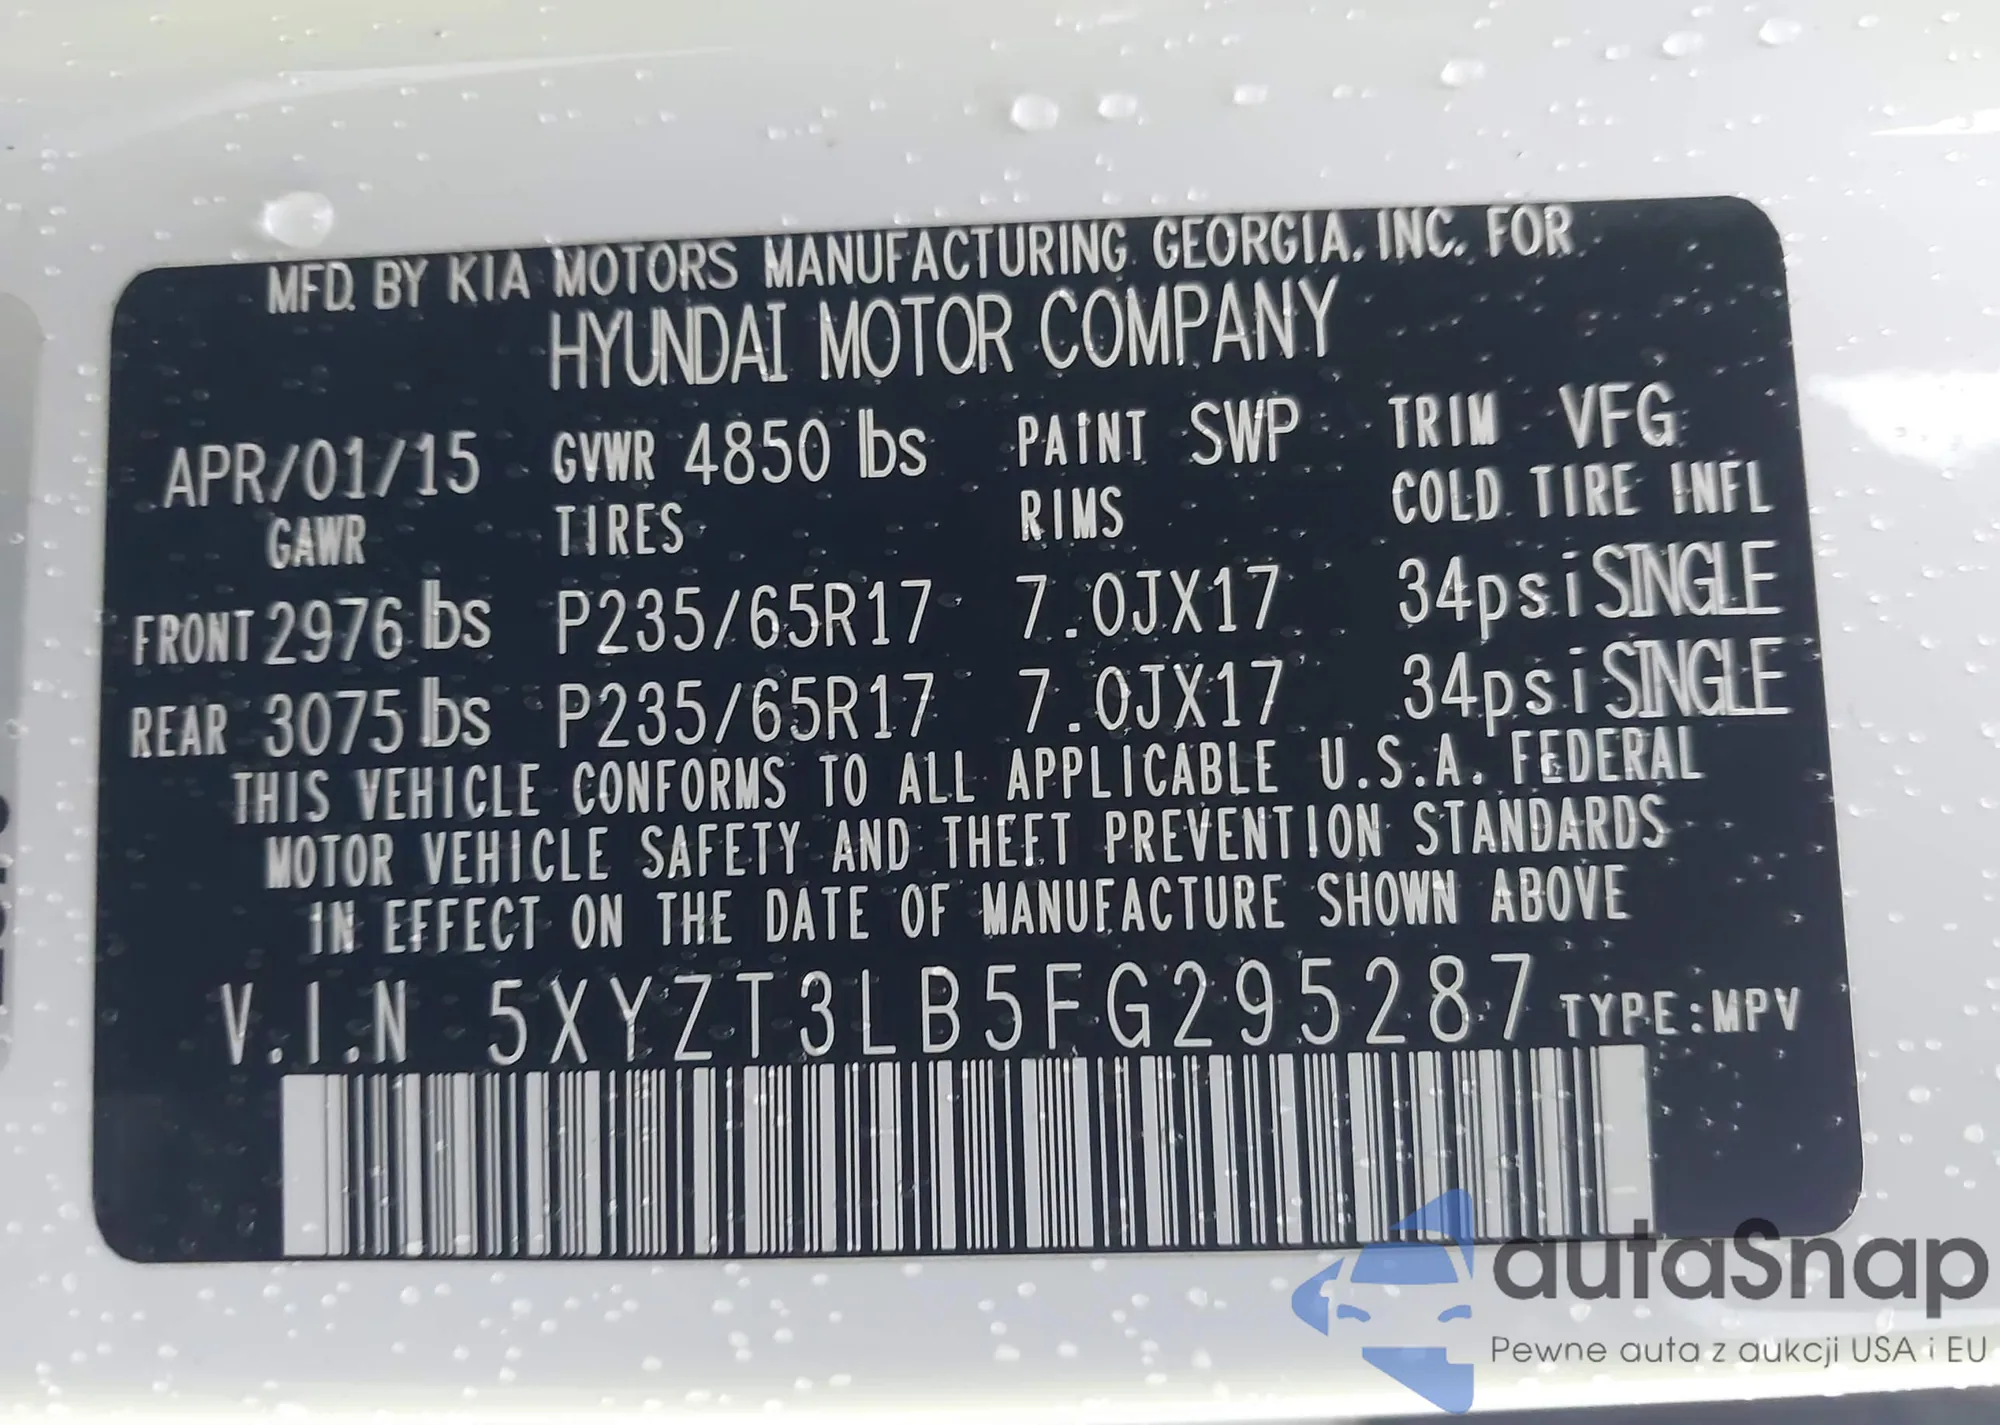 MFD. BY KIA MOTORS MANUFACTURING GEORGIA, INC. FOR
HYUNDAI MOTOR COMPANY
APR/01/15 GVWR 4850 lbs PAINT SWP TRIM VFG
GAWR TIRES RIMS COLD TIRE INFL
FRONT 2976 lbs P235/65R17 7.0JX17 34psi SINGLE
REAR 3075 lbs P235/65R17 7.0JX17 34psi SINGLE
THIS VEHICLE CONFORMS TO ALL APPLICABLE U.S.A. FEDERAL
MOTOR VEHICLE SAFETY AND THEFT PREVENTION STANDARDS
IN EFFECT ON THE DATE OF MANUFACTURE SHOWN ABOVE
V.I.N 5XYZT3LB5FG295287 TYPE:MPV
autaSnap
Pewne auta z aukcji USA i EU